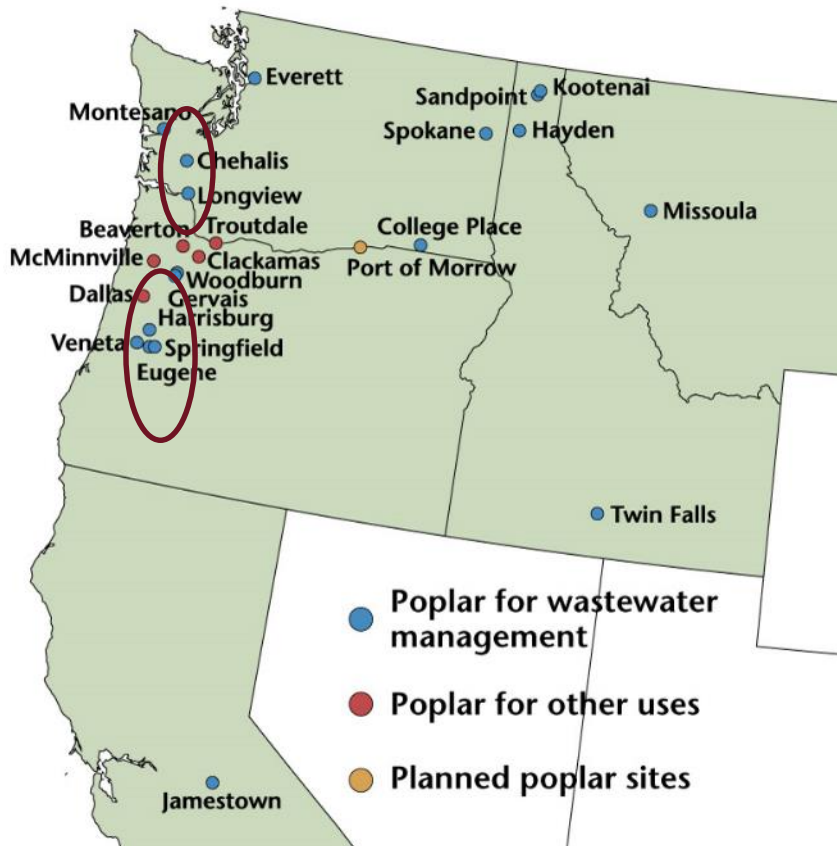 Everett
Kootenai
Sandpoint
Montesano
Spokane
Hayden
Chehalis
Longview
Missoula
Beaverton
Troutdale
College Place
McMinnville
Clackamas
Port of Morrow
Woodburn
Dallas
Gervais
Harrisburg
Veneta
Springfield
Eugene
Twin Falls
Poplar for wastewater
management
Poplar for other uses
Planned poplar sites
Jamestown